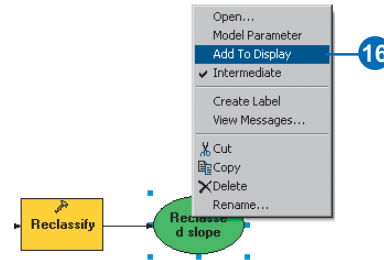 Open...
Model Parameter
Add To Display
16
Intermediate
Create Label
View Messages...
Cut
Copy
Delete
Rename...
Reclassify
Reclasse
d slope